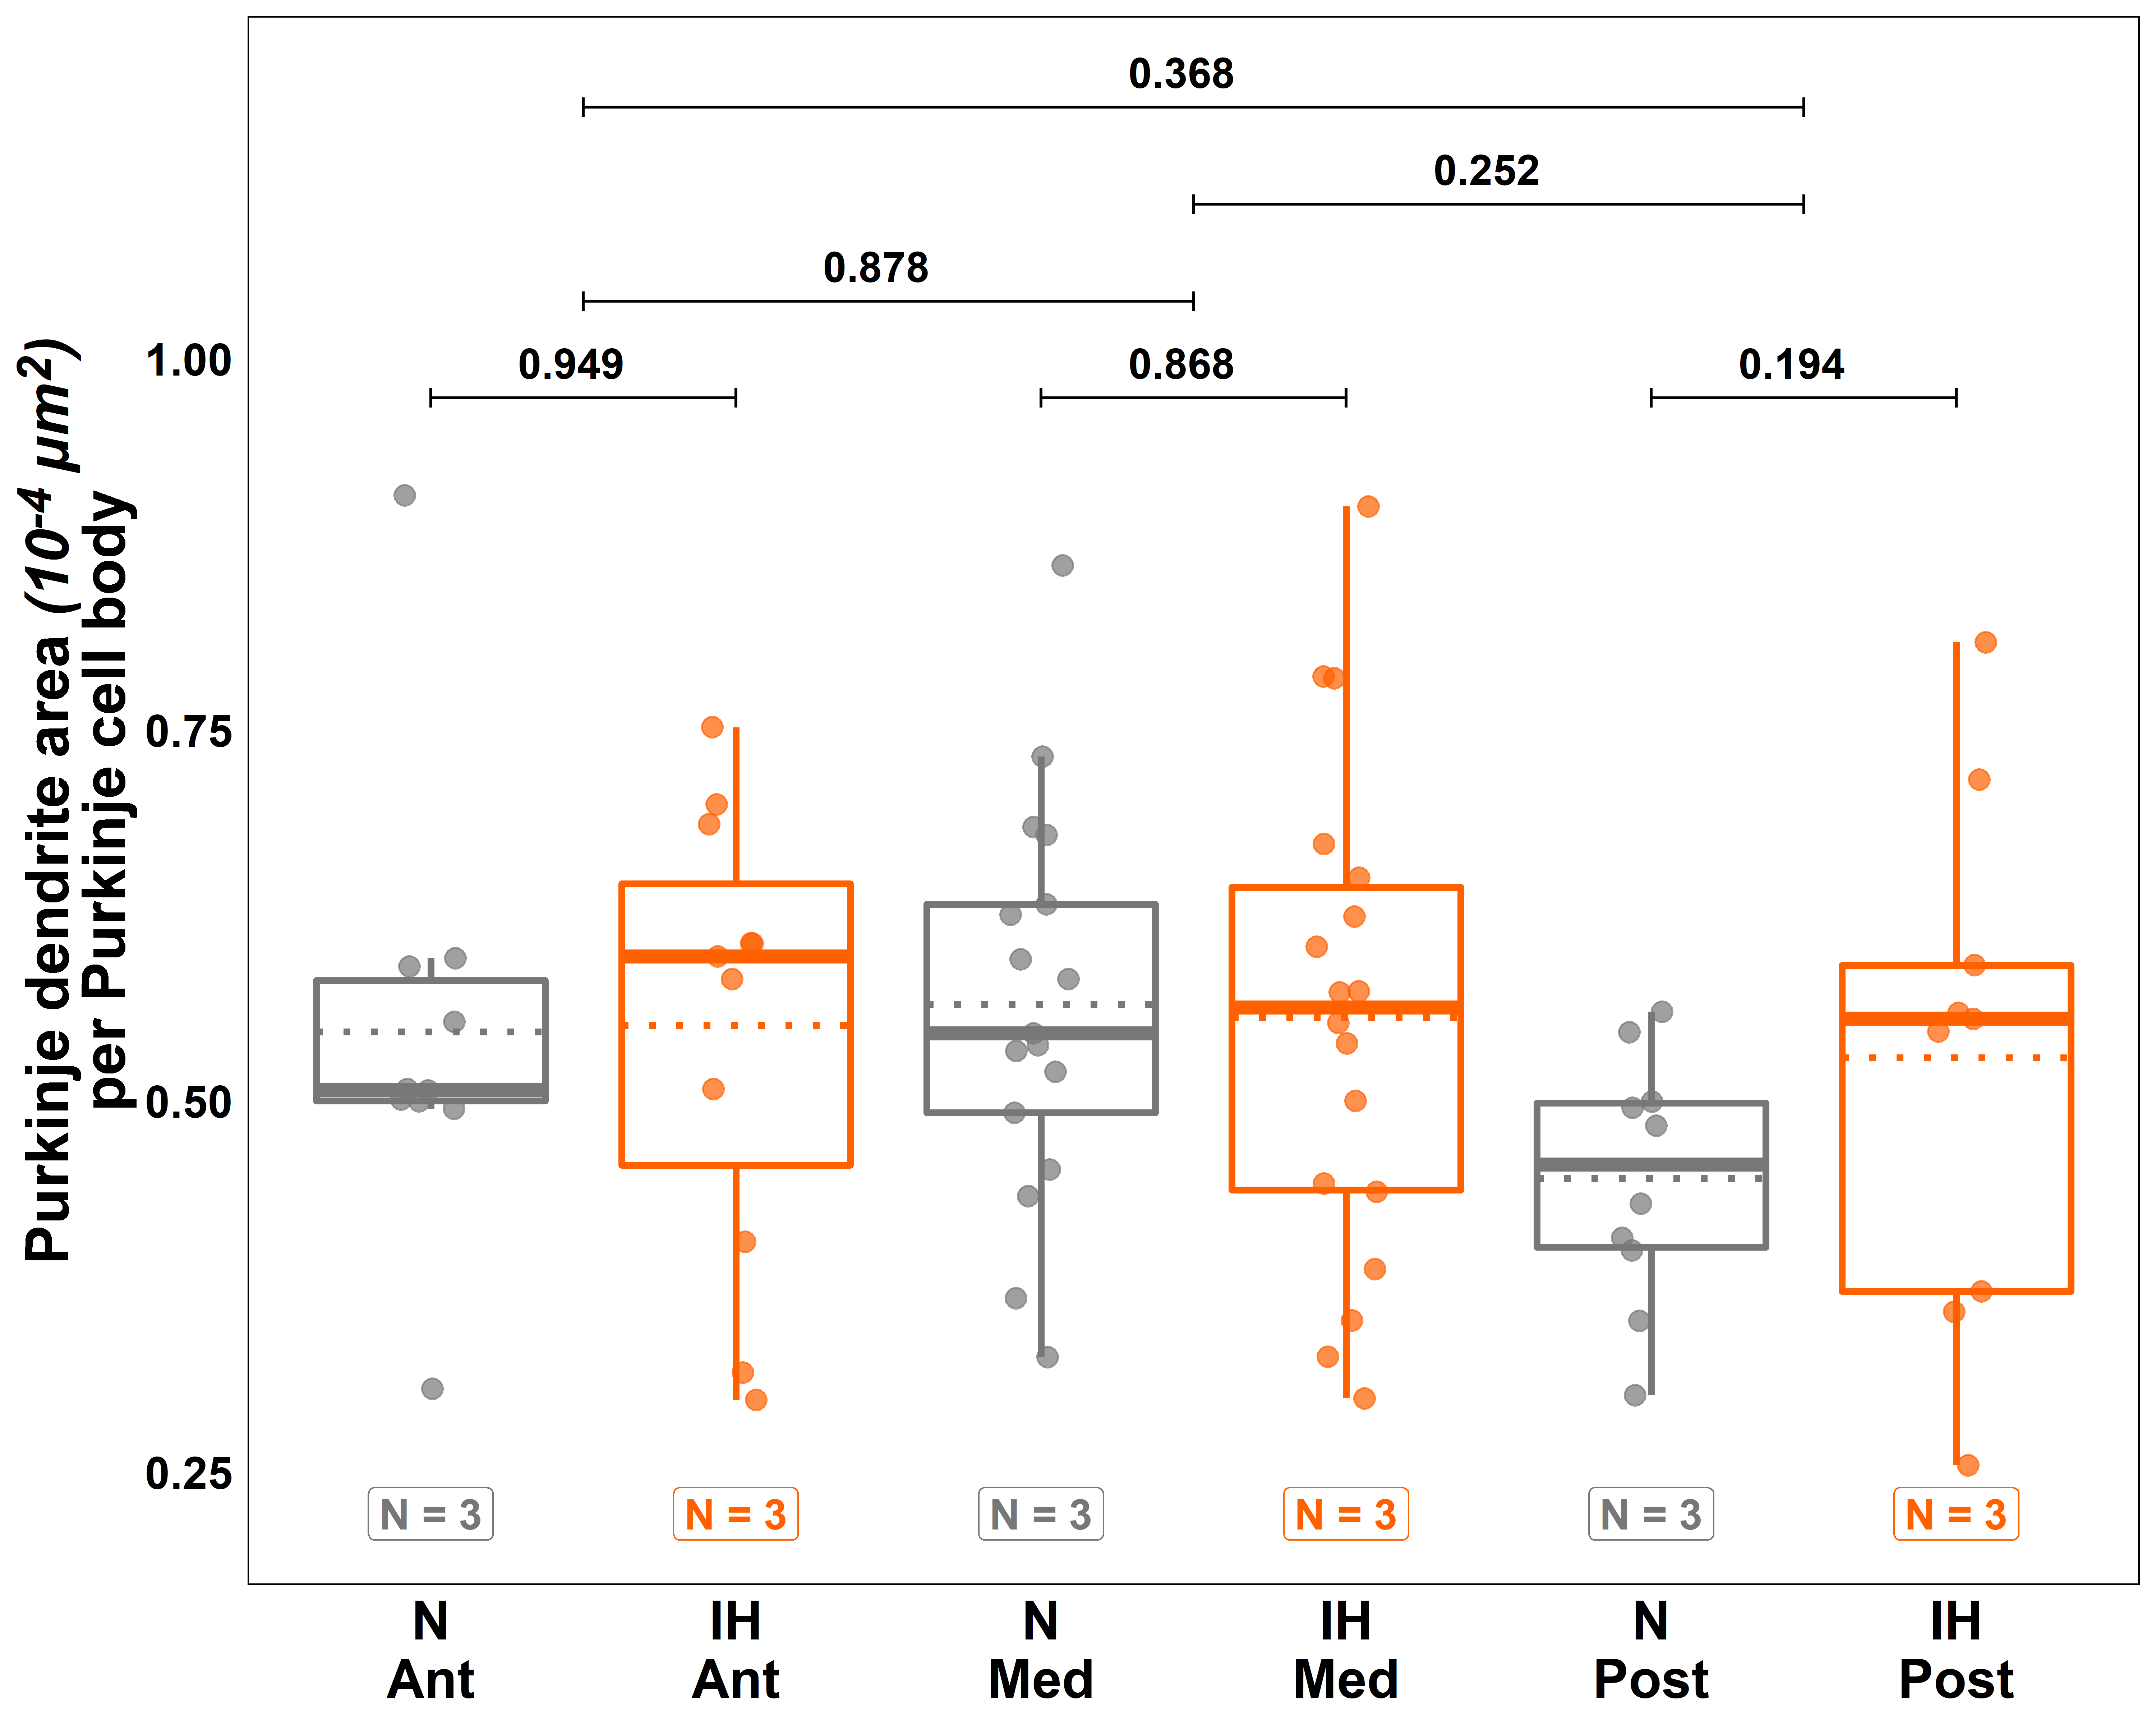 0.368
0.252
0.878
0.949
0.868
0.194
Purkinje dendrite area (10⁻⁴ µm²)
per Purkinje cell body
1.00
0.75
0.50
0.25
N = 3
N = 3
N = 3
N = 3
N = 3
N = 3
N
Ant
IH
Ant
N
Med
IH
Med
N
Post
IH
Post